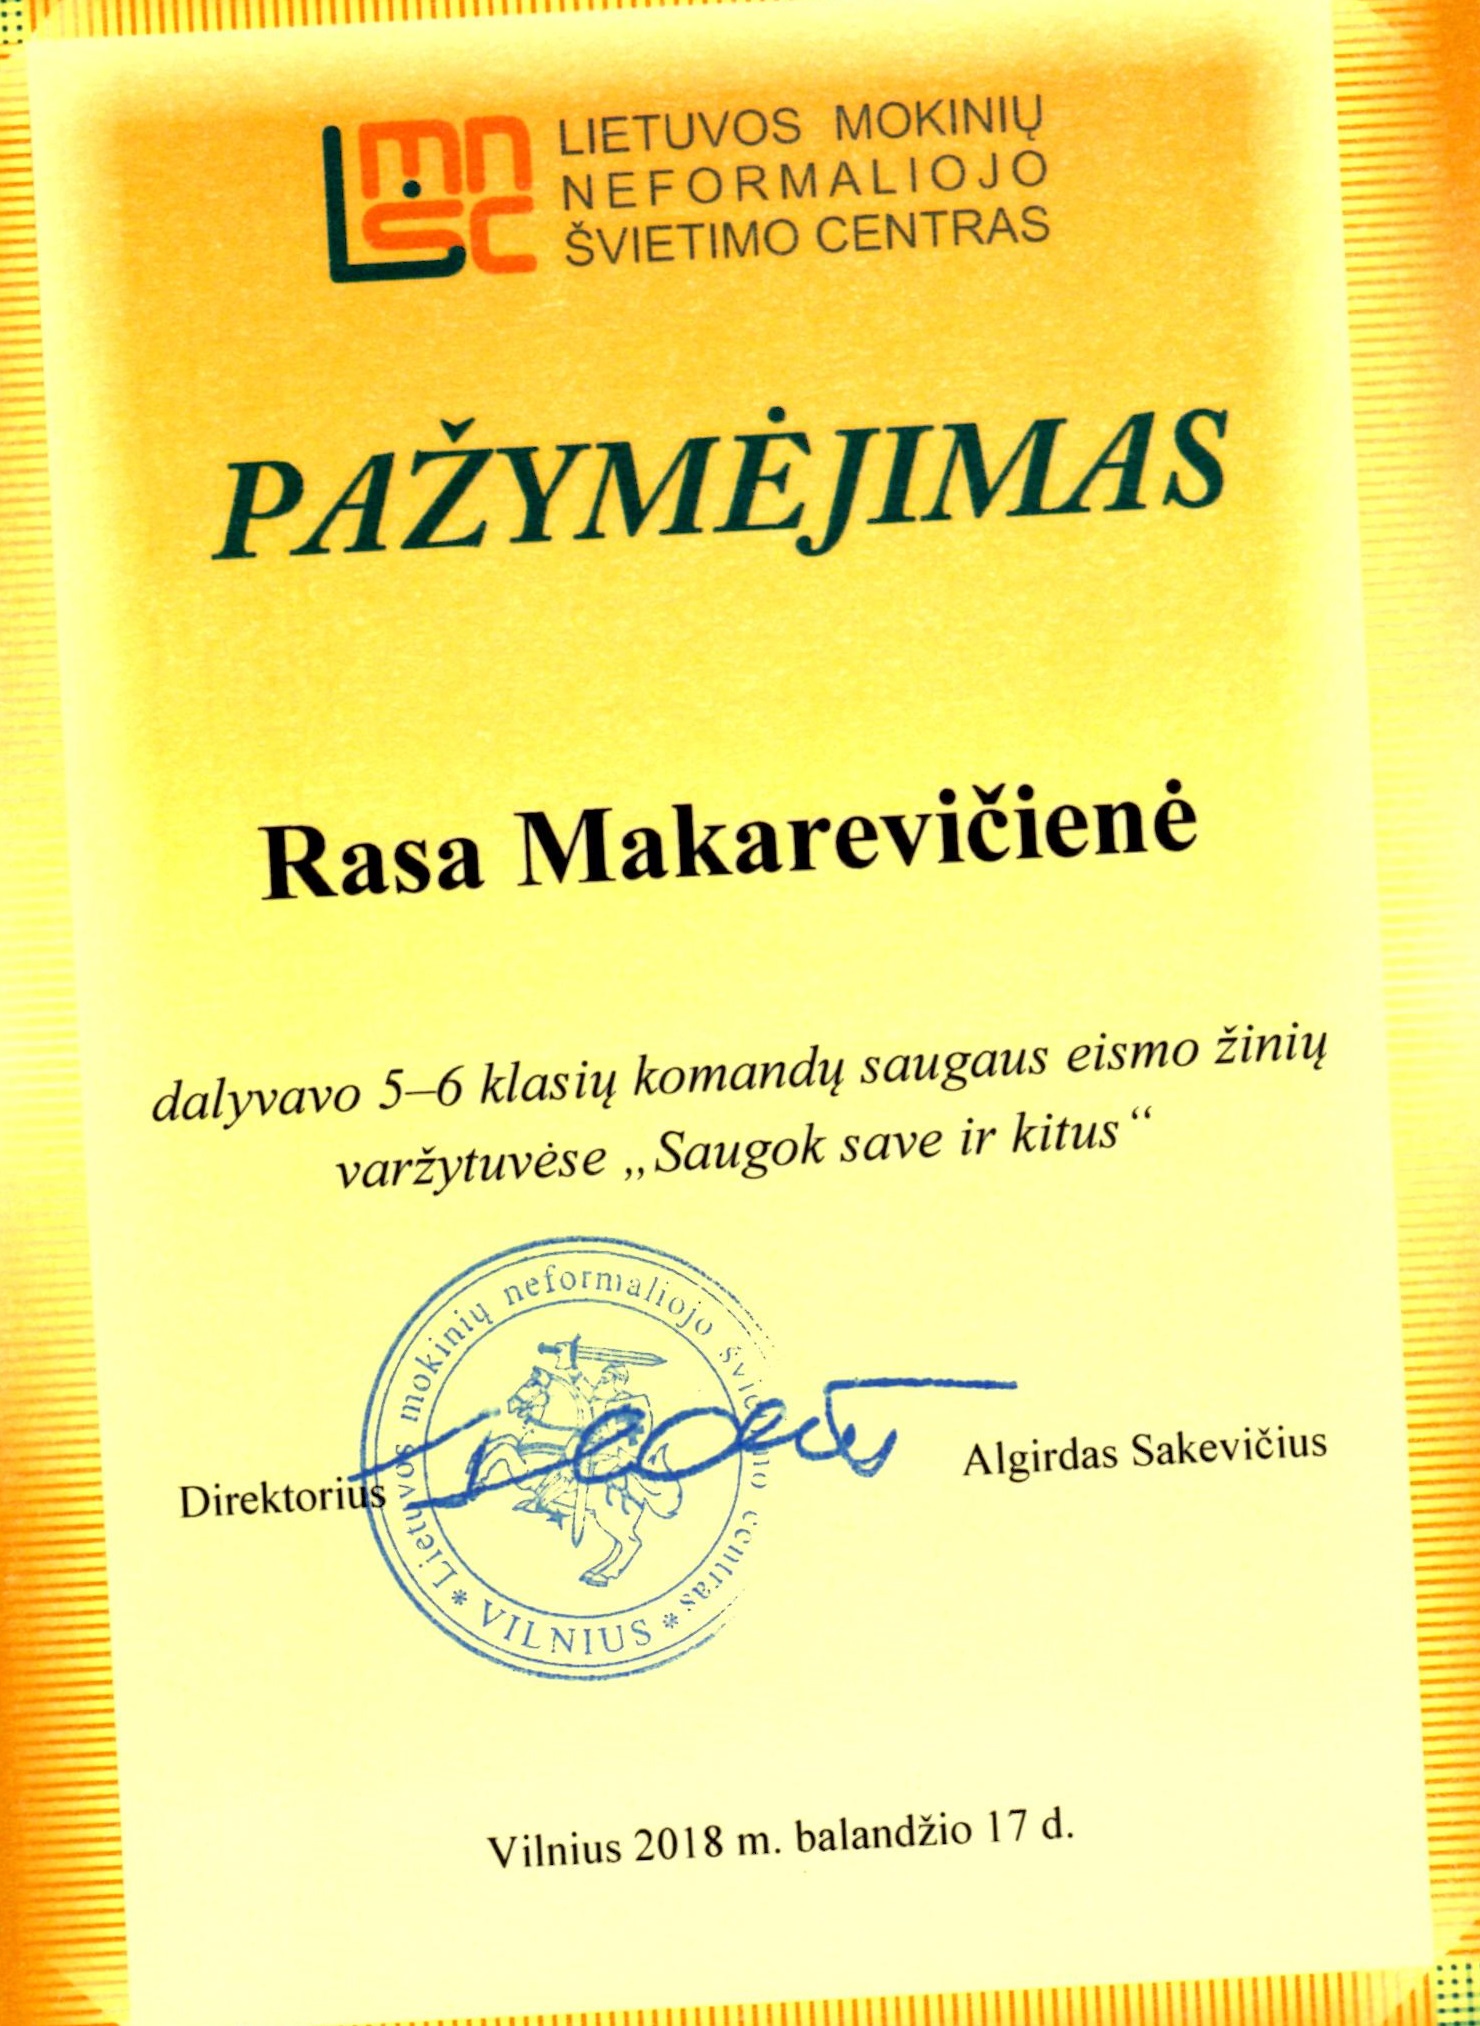 LIETUVOS MOKINIŲ
NEFORMALIOJO
ŠVIETIMO CENTRAS
PAŽYMĖJIMAS
Rasa Makarevičienė
dalyvavo 5–6 klasių komandų saugaus eismo žinių
varžytuvėse „Saugok save ir kitus“
Direktorius
Algirdas Sakevičius
Lietuvos mokinių neformaliojo švietimo centras
* VILNIUS *
Vilnius 2018 m. balandžio 17 d.